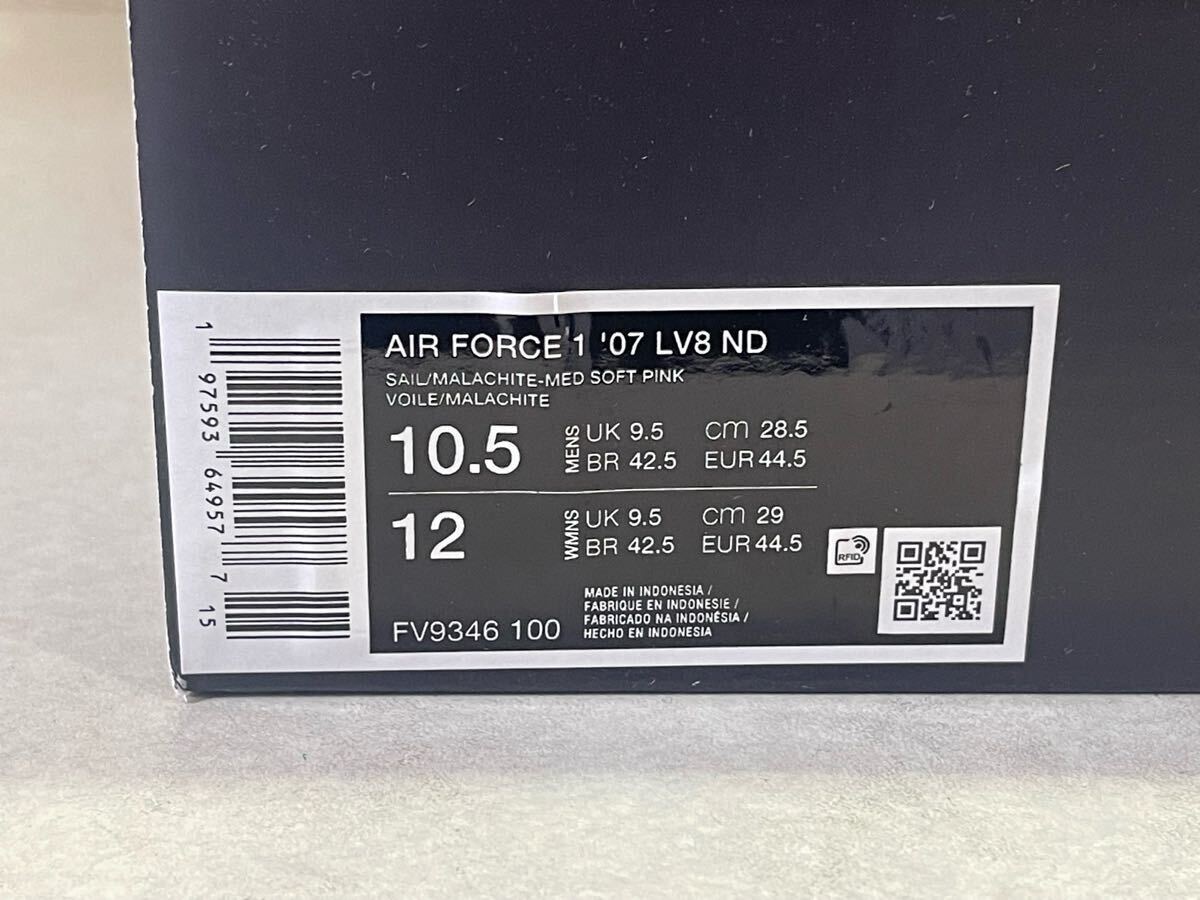 1 97593 64957 7 15
AIR FORCE 1 '07 LV8 ND
SAIL/MALACHITE-MED SOFT PINK
VOILE/MALACHITE
10.5 MENS UK 9.5 cm 28.5
BR 42.5 EUR 44.5
12 WMNS UK 9.5 cm 29
BR 42.5 EUR 44.5
RFID
FV9346 100
MADE IN INDONESIA /
FABRIQUE EN INDONESIE /
FABRICADO NA INDONÉSIA /
HECHO EN INDONESIA